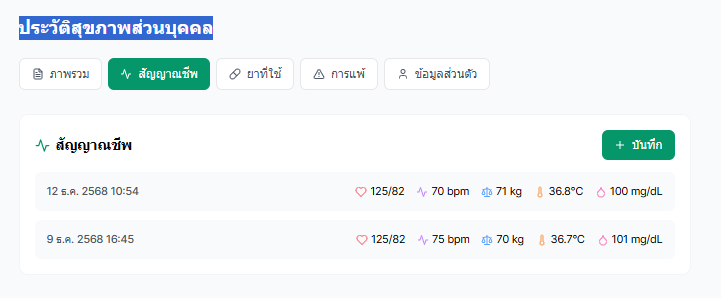 ประวัติสุขภาพส่วนบุคคล
ภาพรวม สัญญาณชีพ ยาที่ใช้ การแพ้ ข้อมูลส่วนตัว
สัญญาณชีพ + บันทึก
12 ธ.ค. 2568 10:54 125/82 70 bpm 71 kg 36.8°C 100 mg/dL
9 ธ.ค. 2568 16:45 125/82 75 bpm 70 kg 36.7°C 101 mg/dL